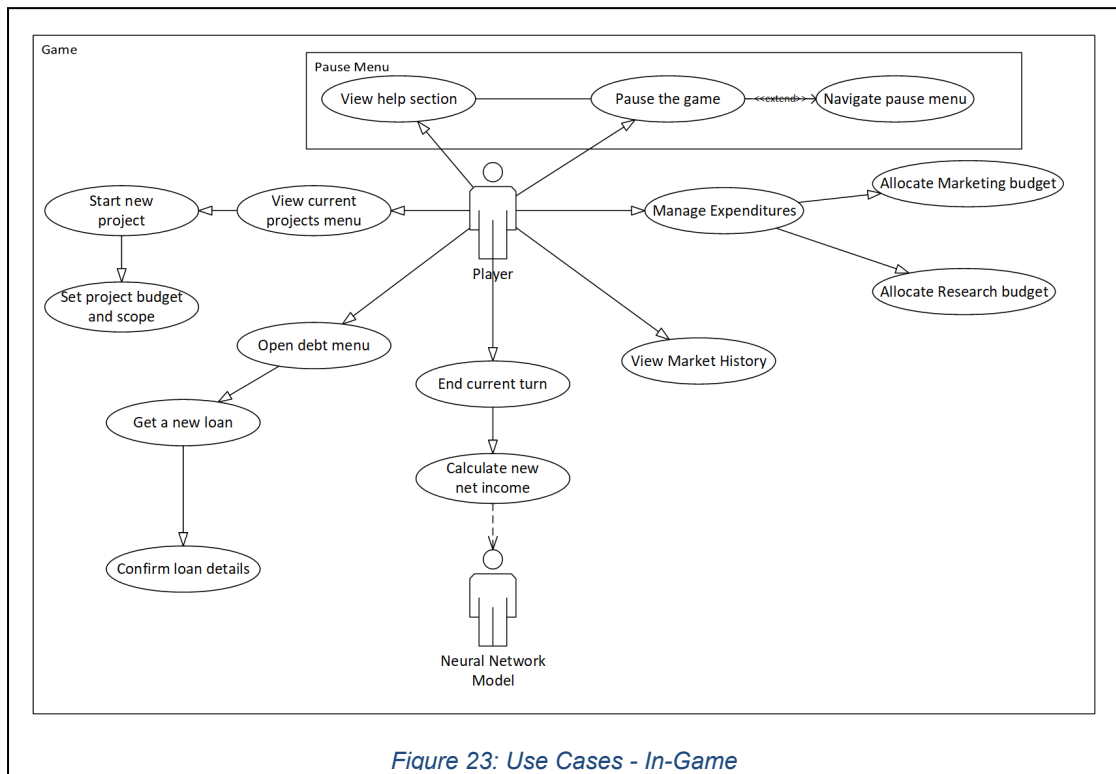 Game
Pause Menu
View help section
Pause the game
<<extend>>
Navigate pause menu
Start new
project
View current
projects menu
Player
Manage Expenditures
Allocate Marketing budget
Allocate Research budget
Set project budget
and scope
Open debt menu
View Market History
End current turn
Get a new loan
Calculate new
net income
Confirm loan details
Neural Network
Model
Figure 23: Use Cases - In-Game